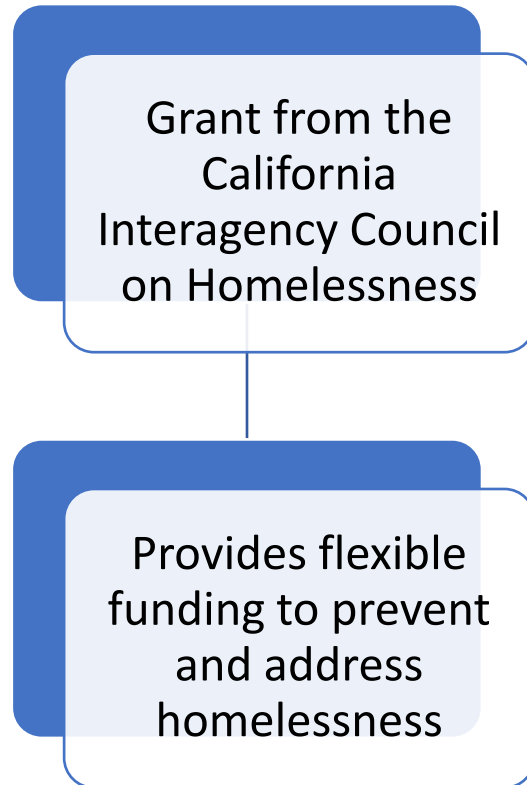 Grant from the
California
Interagency Council
on Homelessness
Provides flexible
funding to prevent
and address
homelessness